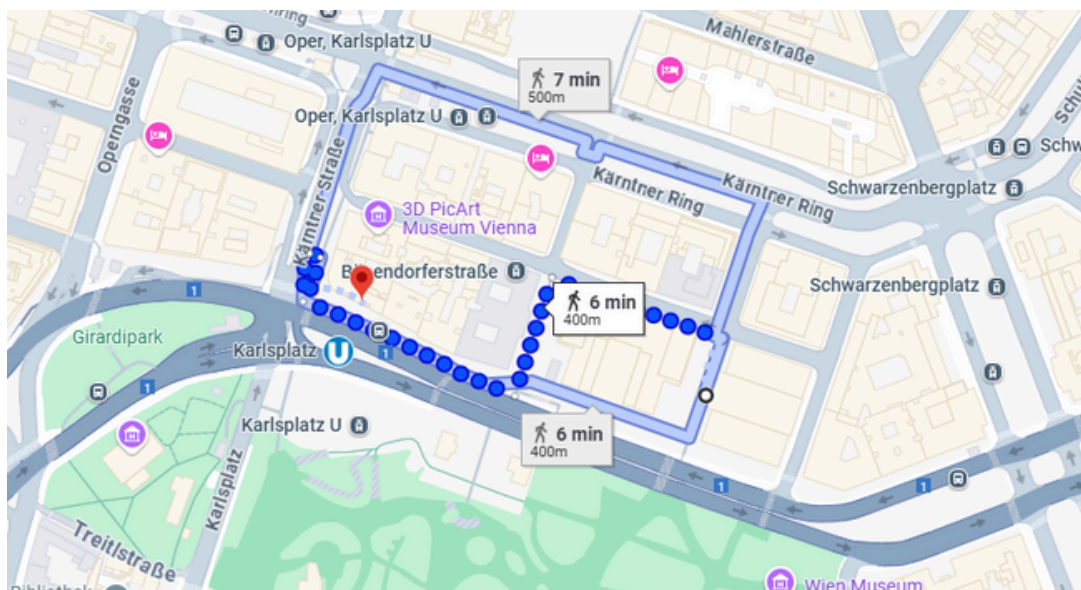 Oper, Karlsplatz U
Mahlerstraße
7 min
500m
Operngasse
Oper, Karlsplatz U
Kärntner Ring
Kärntner Ring
Schwarzenbergplatz
Kärntner Straße
3D PicArt
Museum Vienna
Schwarzenbergplatz
1
6 min
400m
Girardipark
Karlsplatz
U
1
1
Karlsplatz U
6 min
400m
Karlsplatz
1
1
Treitlstraße
Wien Museum